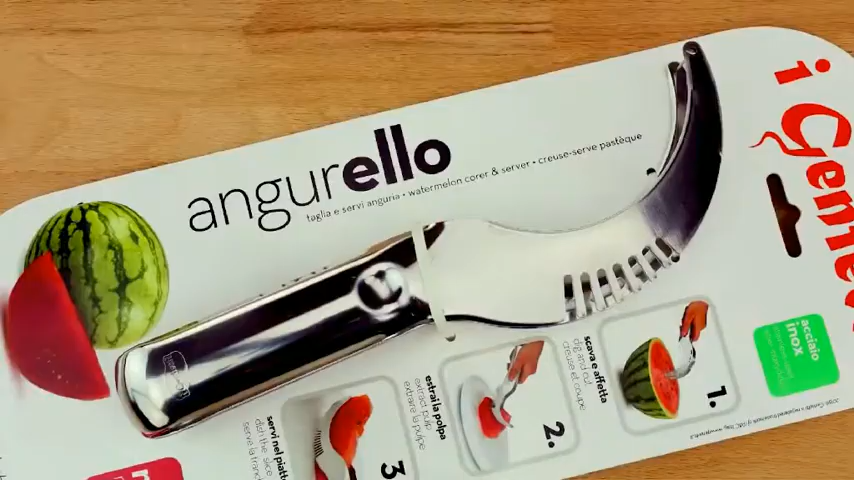 angurello
taglia e servi anguria • watermelon corer & server • creuse-serve pastèque
i Geniet
acciaio
inox
1.
scava e affetta
dig and cut
creuse et coupe
2.
estrai la polpa
extract pulp
extraire la pulpe
3
servi nel piatto
dish the slice